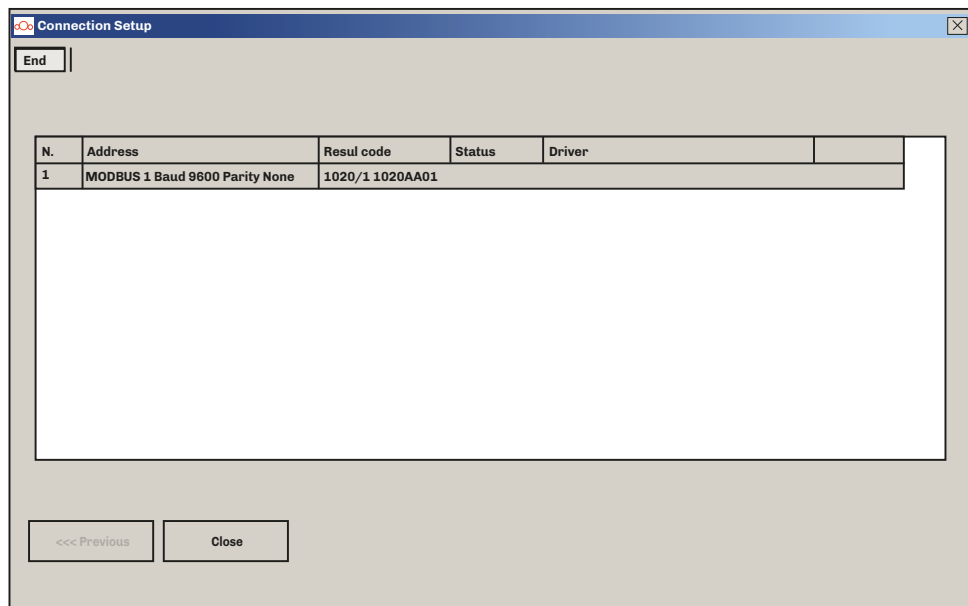 Connection Setup
End
N. Address Resul code Status Driver
1 MODBUS 1 Baud 9600 Parity None 1020/1 1020AA01
<<< Previous Close